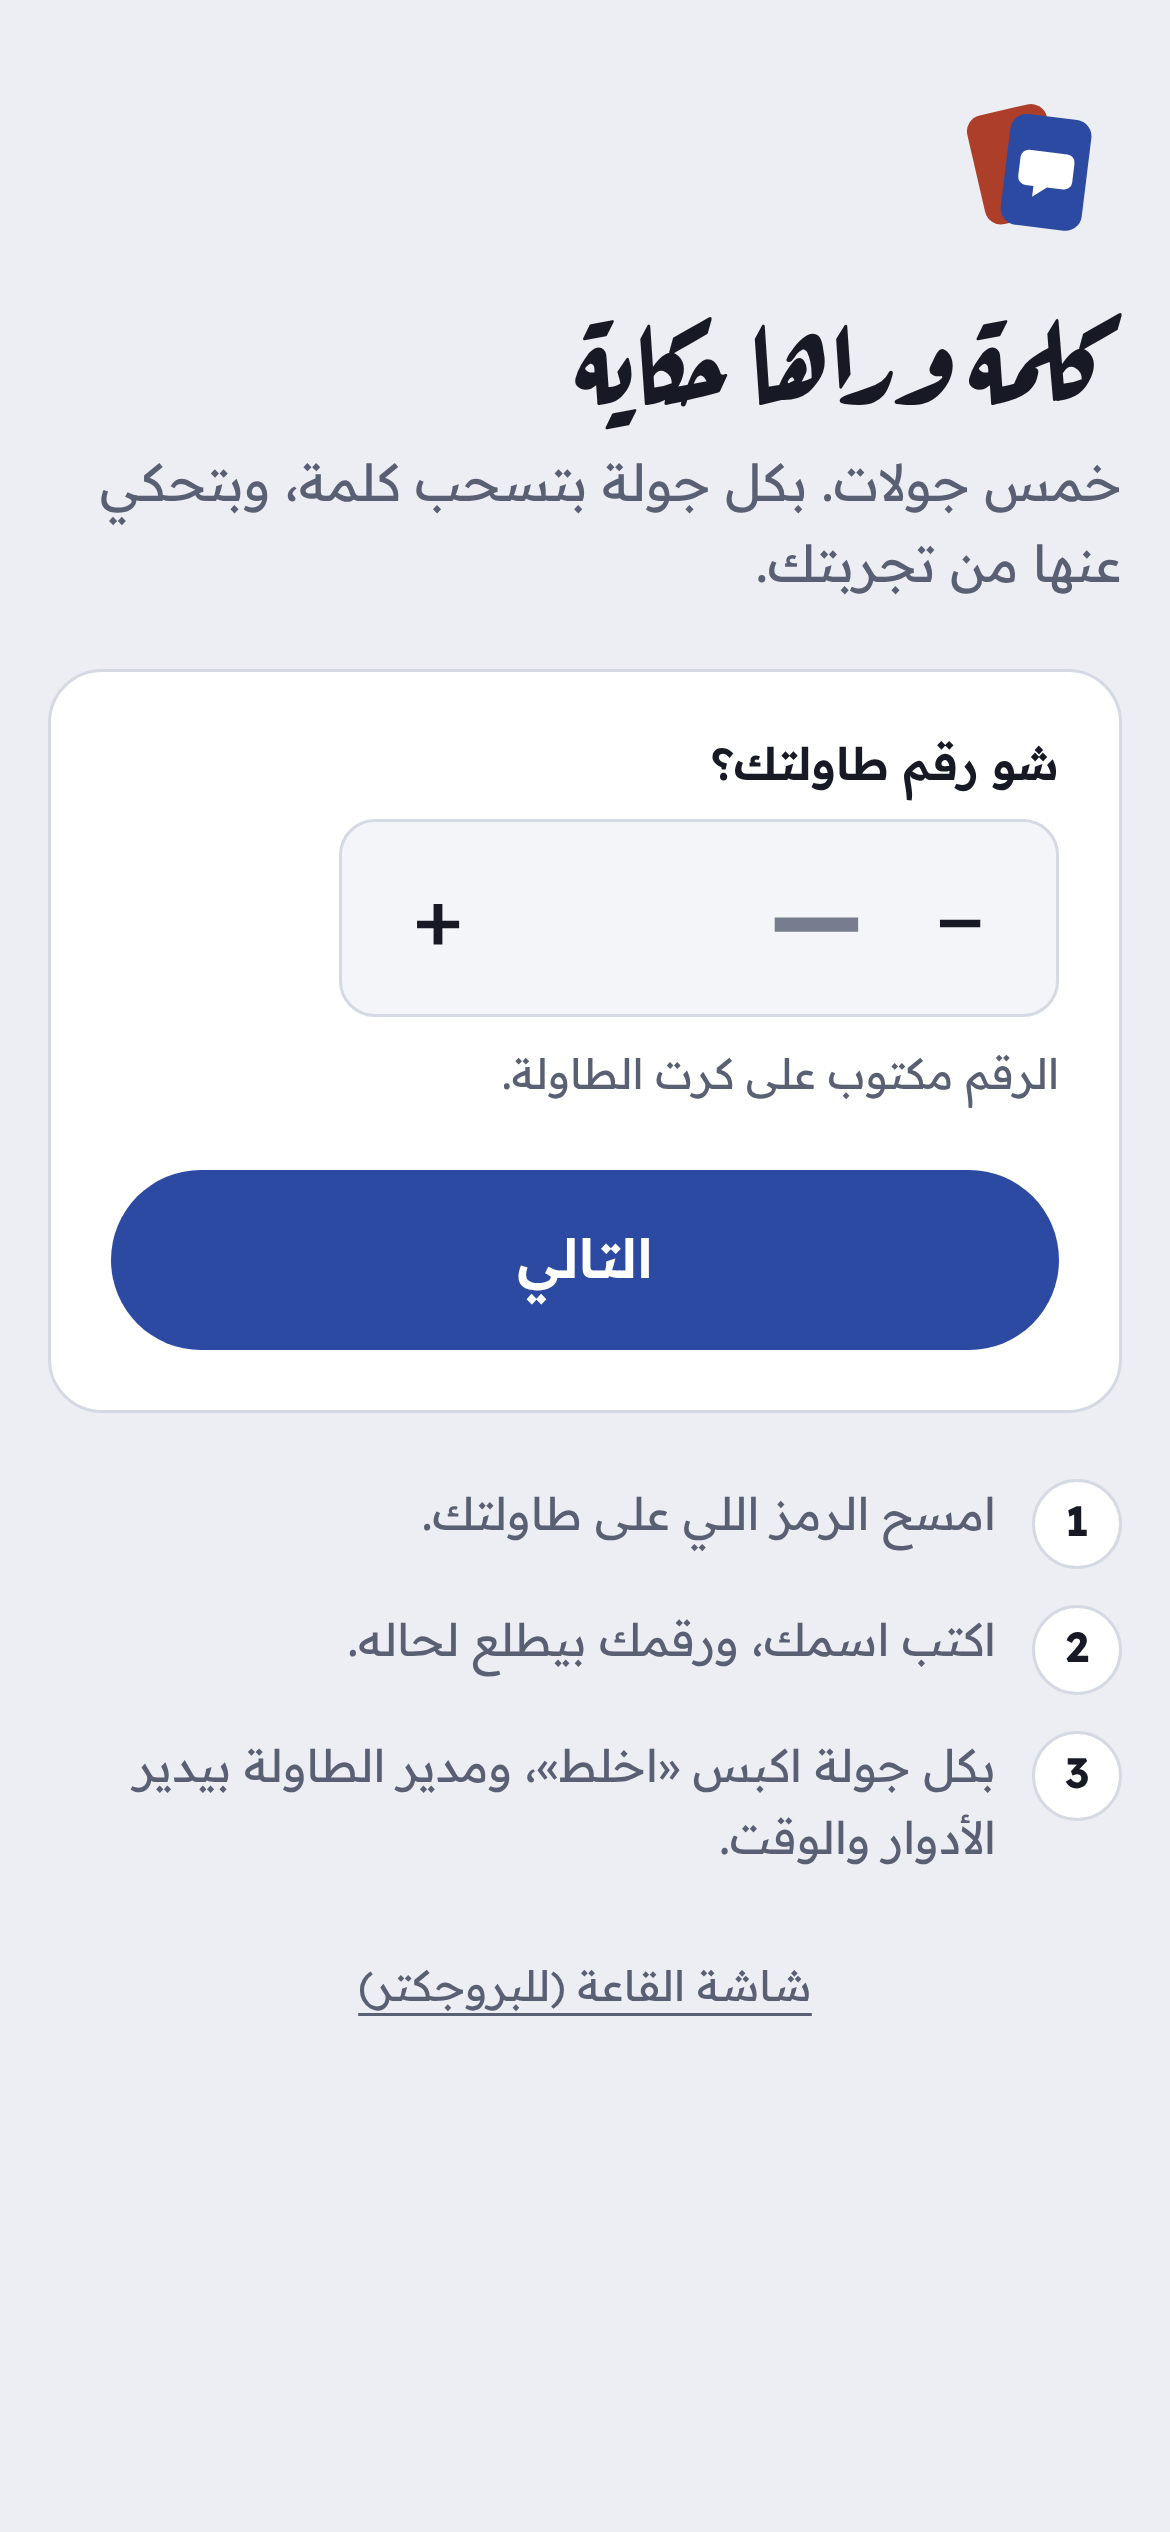 كلمة وراها حكاية
خمس جولات. بكل جولة بتسحب كلمة، وبتحكي
عنها من تجربتك.
شو رقم طاولتك؟
− — +
الرقم مكتوب على كرت الطاولة.
التالي
1 امسح الرمز اللي على طاولتك.
2 اكتب اسمك، ورقمك بيطلع لحاله.
3 بكل جولة اكبس «اخلط»، ومدير الطاولة بيدير
الأدوار والوقت.
شاشة القاعة (للبروجكتر)